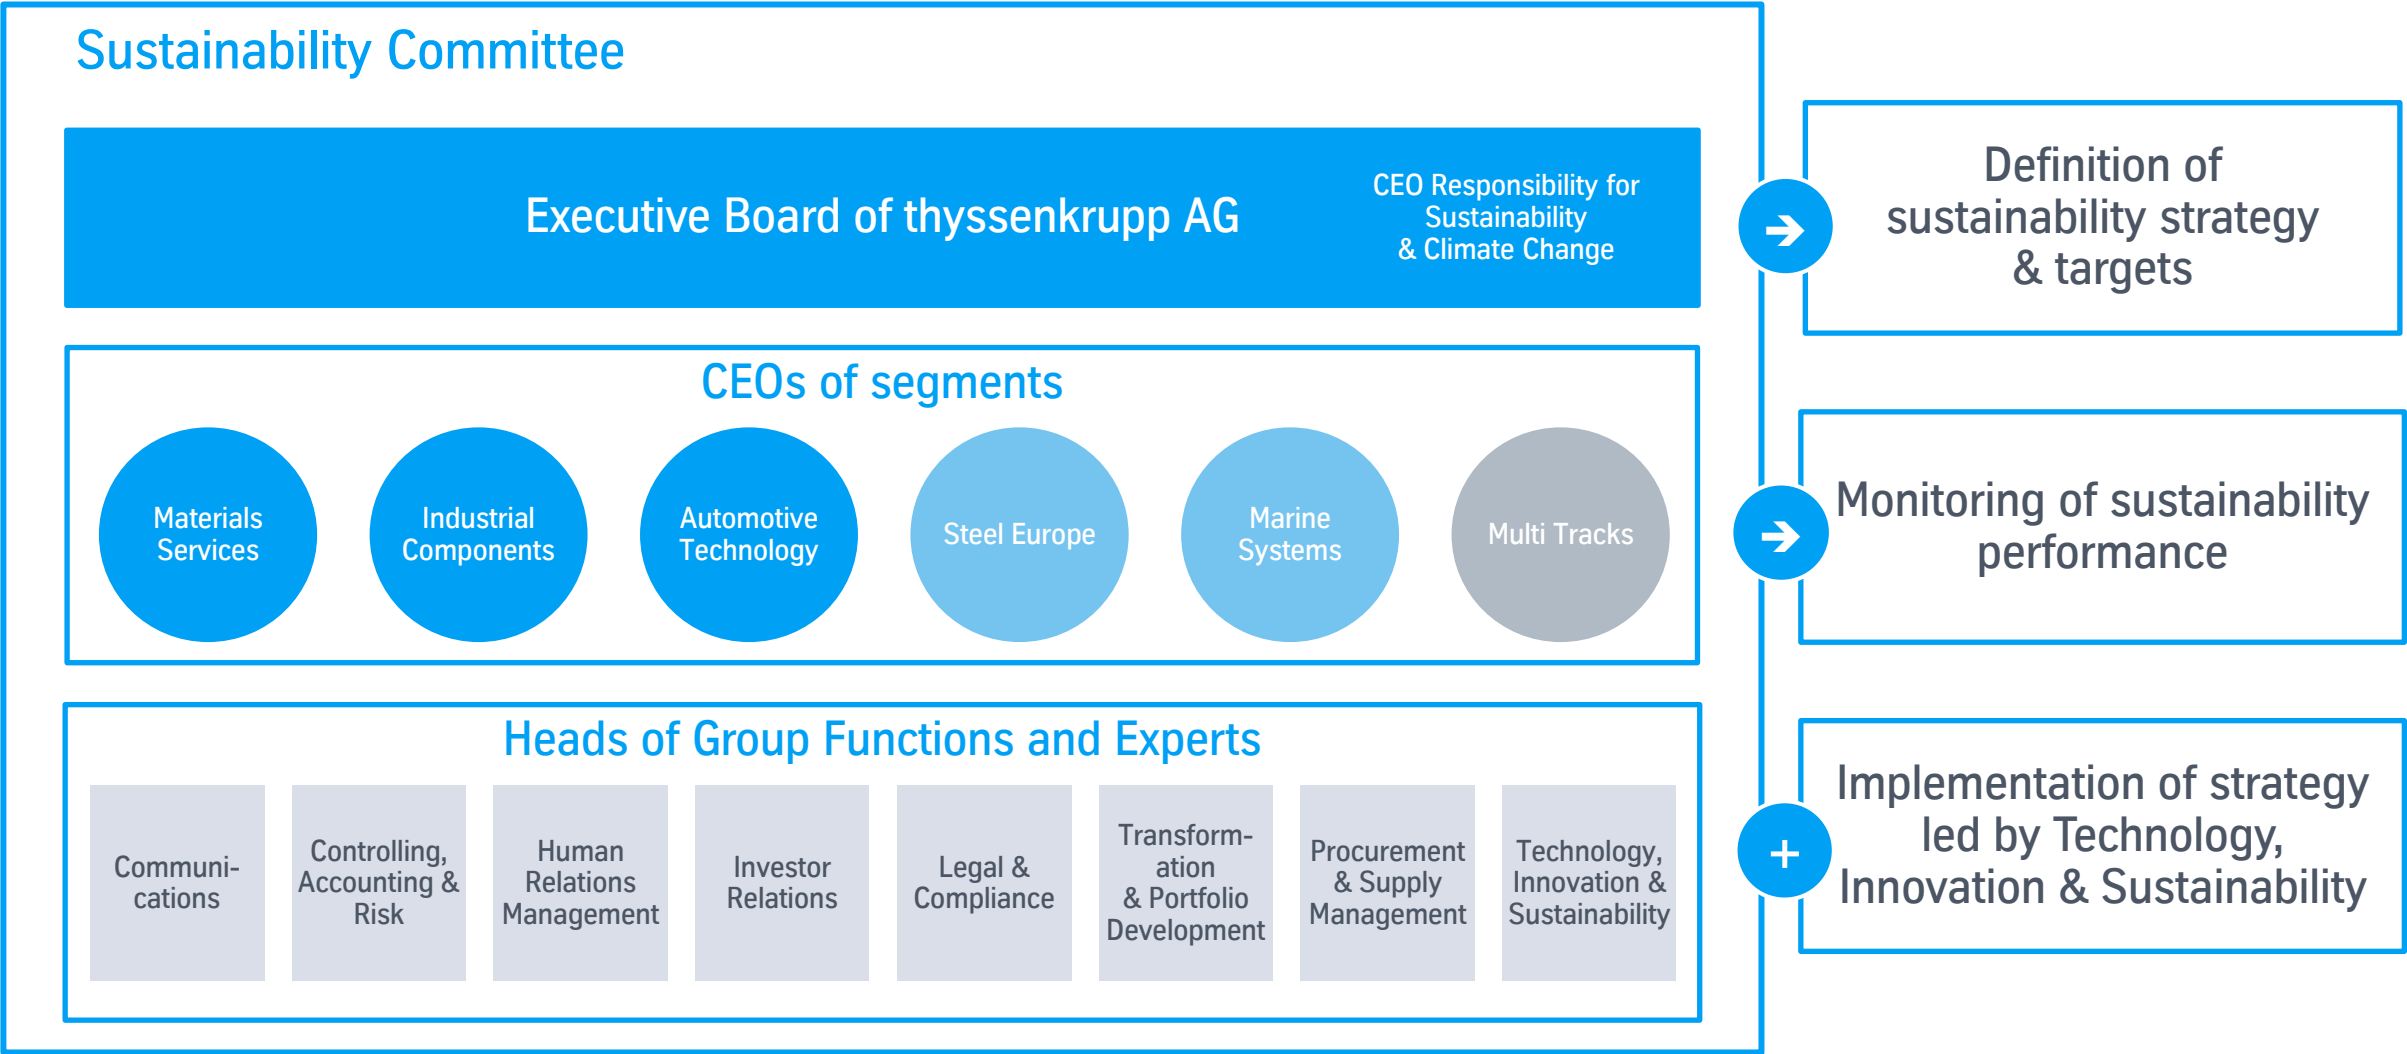 Sustainability Committee
Executive Board of thyssenkrupp AG
CEO Responsibility for
Sustainability
& Climate Change
Definition of
sustainability strategy
& targets
CEOs of segments
Materials
Services
Industrial
Components
Automotive
Technology
Steel Europe
Marine
Systems
Multi Tracks
Monitoring of sustainability
performance
Heads of Group Functions and Experts
Communi-
cations
Controlling,
Accounting &
Risk
Human
Relations
Management
Investor
Relations
Legal &
Compliance
Transform-
ation
& Portfolio
Development
Procurement
& Supply
Management
Technology,
Innovation &
Sustainability
+
Implementation of strategy
led by Technology,
Innovation & Sustainability